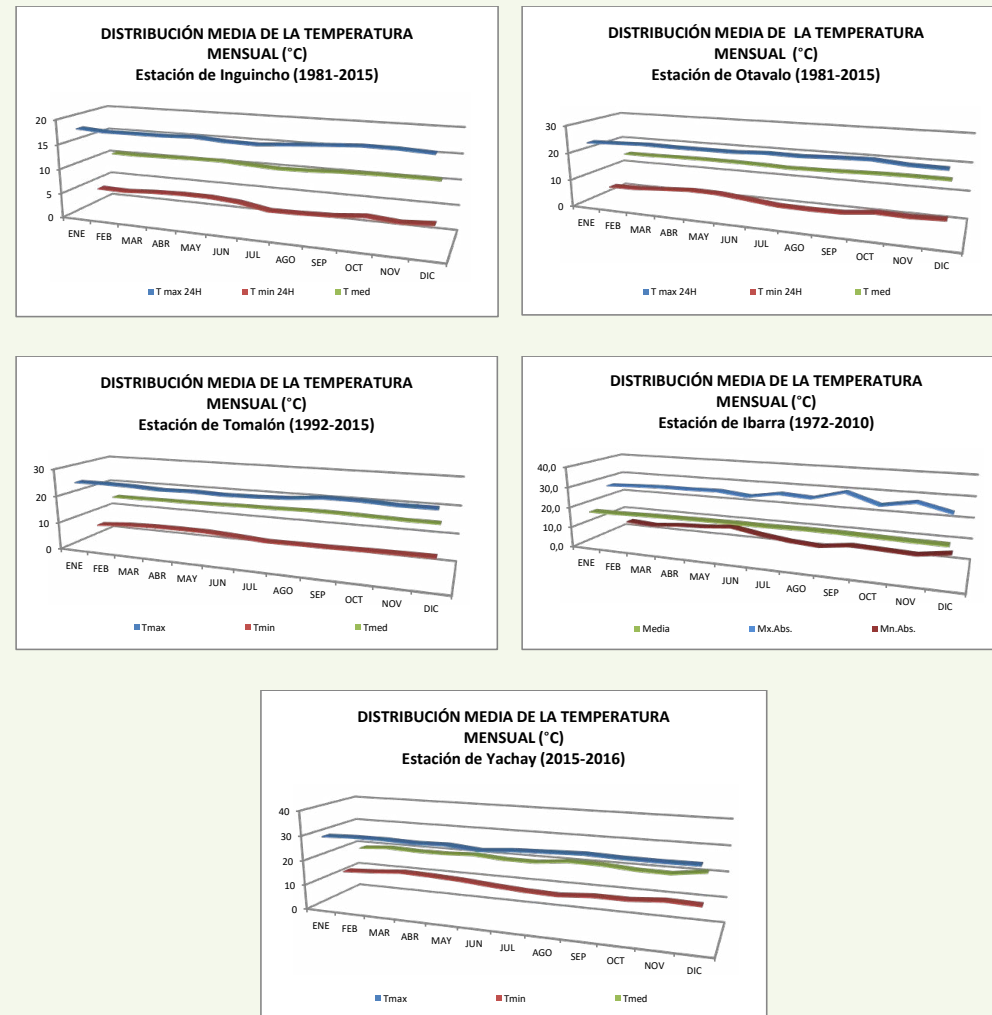 DISTRIBUCIÓN MEDIA DE LA TEMPERATURA
MENSUAL (°C)
Estación de Inguincho (1981-2015)
20
15
10
5
0
ENE FEB MAR ABR MAY JUN JUL AGO SEP OCT NOV DIC
T max 24H T min 24H T med
DISTRIBUCIÓN MEDIA DE LA TEMPERATURA
MENSUAL (°C)
Estación de Otavalo (1981-2015)
30
20
10
0
ENE FEB MAR ABR MAY JUN JUL AGO SEP OCT NOV DIC
T max 24H T min 24H T med
DISTRIBUCIÓN MEDIA DE LA TEMPERATURA
MENSUAL (°C)
Estación de Tomalón (1992-2015)
30
20
10
0
ENE FEB MAR ABR MAY JUN JUL AGO SEP OCT NOV DIC
Tmax Tmin Tmed
DISTRIBUCIÓN MEDIA DE LA TEMPERATURA
MENSUAL (°C)
Estación de Ibarra (1972-2010)
40,0
30,0
20,0
10,0
0,0
ENE FEB MAR ABR MAY JUN JUL AGO SEP OCT NOV DIC
Media Mx.Abs. Mn.Abs.
DISTRIBUCIÓN MEDIA DE LA TEMPERATURA
MENSUAL (°C)
Estación de Yachay (2015-2016)
40
30
20
10
0
ENE FEB MAR ABR MAY JUN JUL AGO SEP OCT NOV DIC
Tmax Tmin Tmed